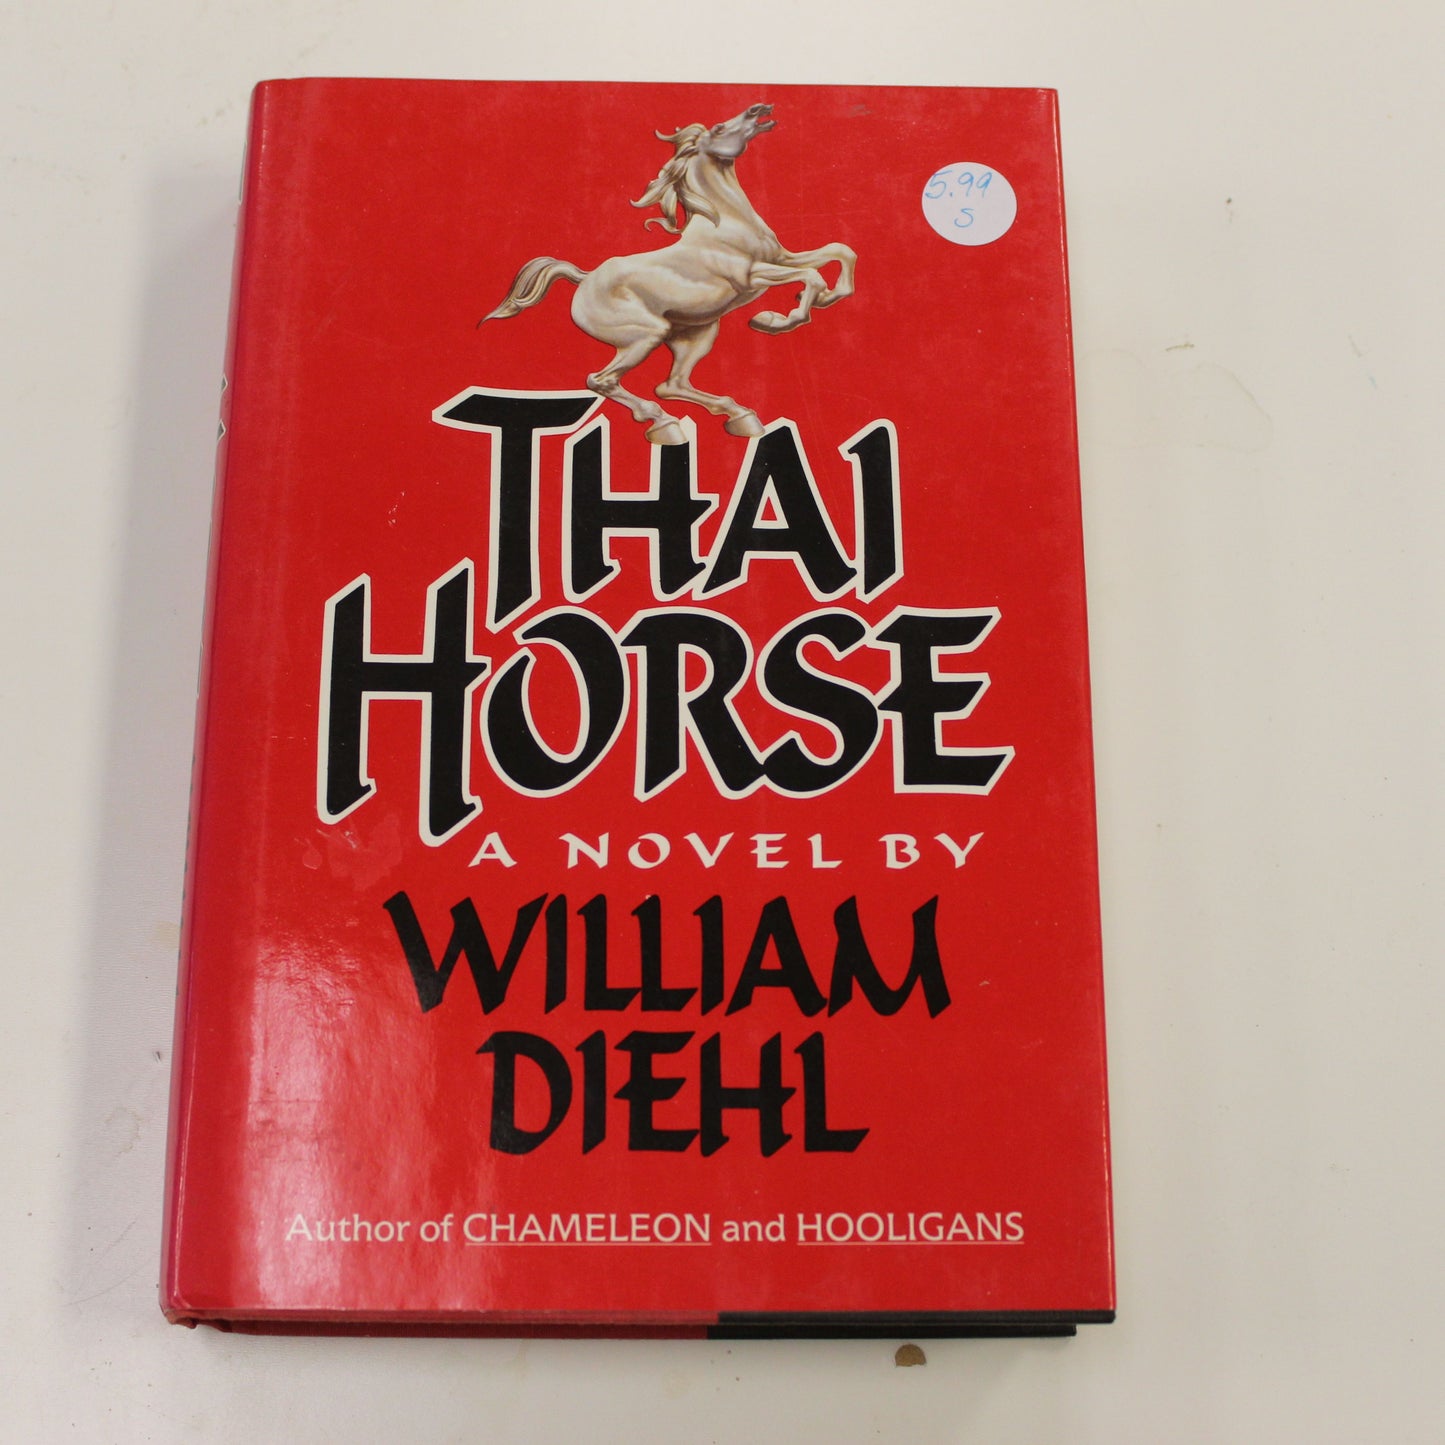 5.99
S
THAI
HORSE
A NOVEL BY
WILLIAM
DIEHL
Author of CHAMELEON and HOOLIGANS